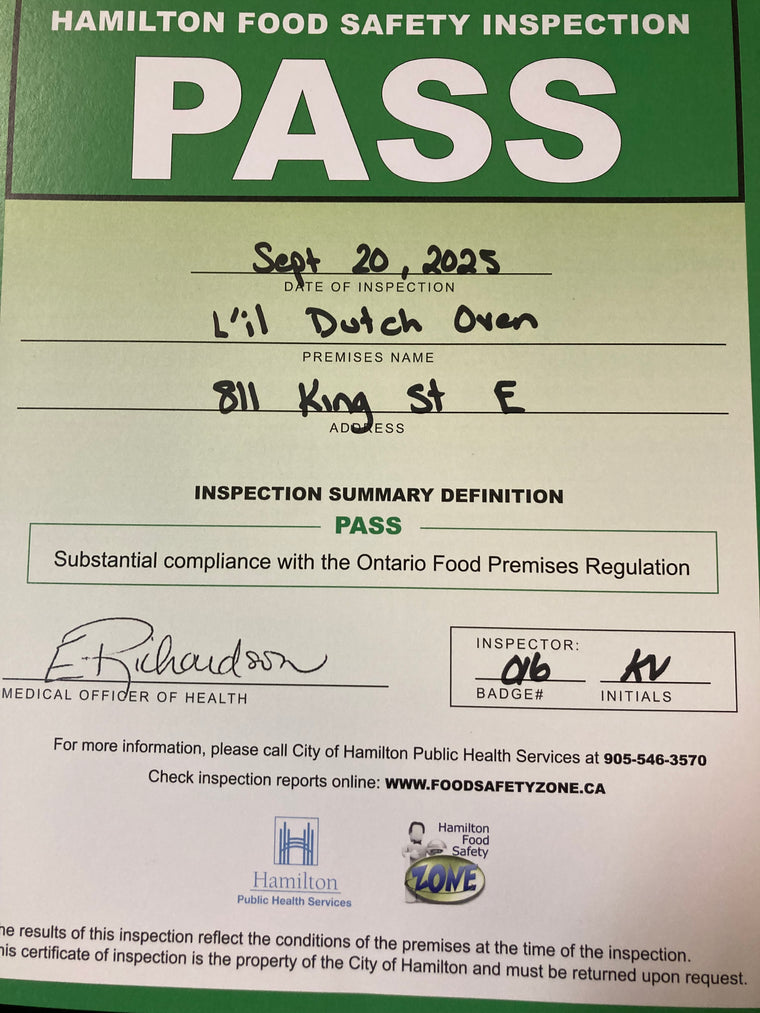 HAMILTON FOOD SAFETY INSPECTION
PASS
Sept 20, 2025
DATE OF INSPECTION
L'il Dutch Oven
PREMISES NAME
811 King St E
ADDRESS
INSPECTION SUMMARY DEFINITION
PASS
Substantial compliance with the Ontario Food Premises Regulation
E. Richardson
MEDICAL OFFICER OF HEALTH
INSPECTOR:
016 KV
BADGE# INITIALS
For more information, please call City of Hamilton Public Health Services at 905-546-3570
Check inspection reports online: WWW.FOODSAFETYZONE.CA
Hamilton
Public Health Services
Hamilton
Food
Safety
ZONE
he results of this inspection reflect the conditions of the premises at the time of the inspection.
his certificate of inspection is the property of the City of Hamilton and must be returned upon request.